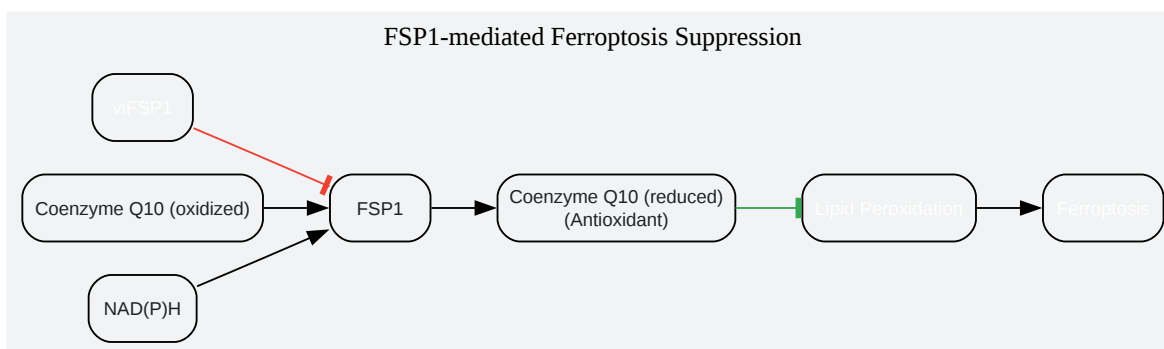 FSP1-mediated Ferroptosis Suppression
viFSP1
Coenzyme Q10 (oxidized)
FSP1
Coenzyme Q10 (reduced)
(Antioxidant)
Lipid Peroxidation
Ferroptosis
NAD(P)H